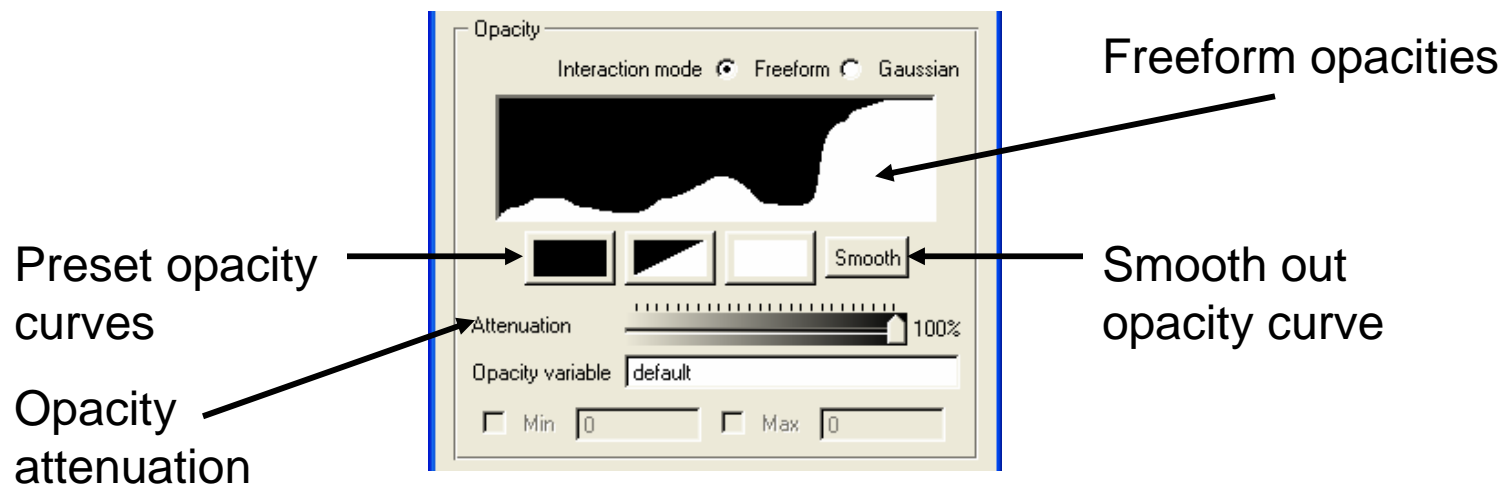 Opacity
Interaction mode Freeform Gaussian
Freeform opacities
Preset opacity
curves
Smooth
Smooth out
opacity curve
Attenuation 100%
Opacity variable default
Opacity
attenuation
Min 0 Max 0